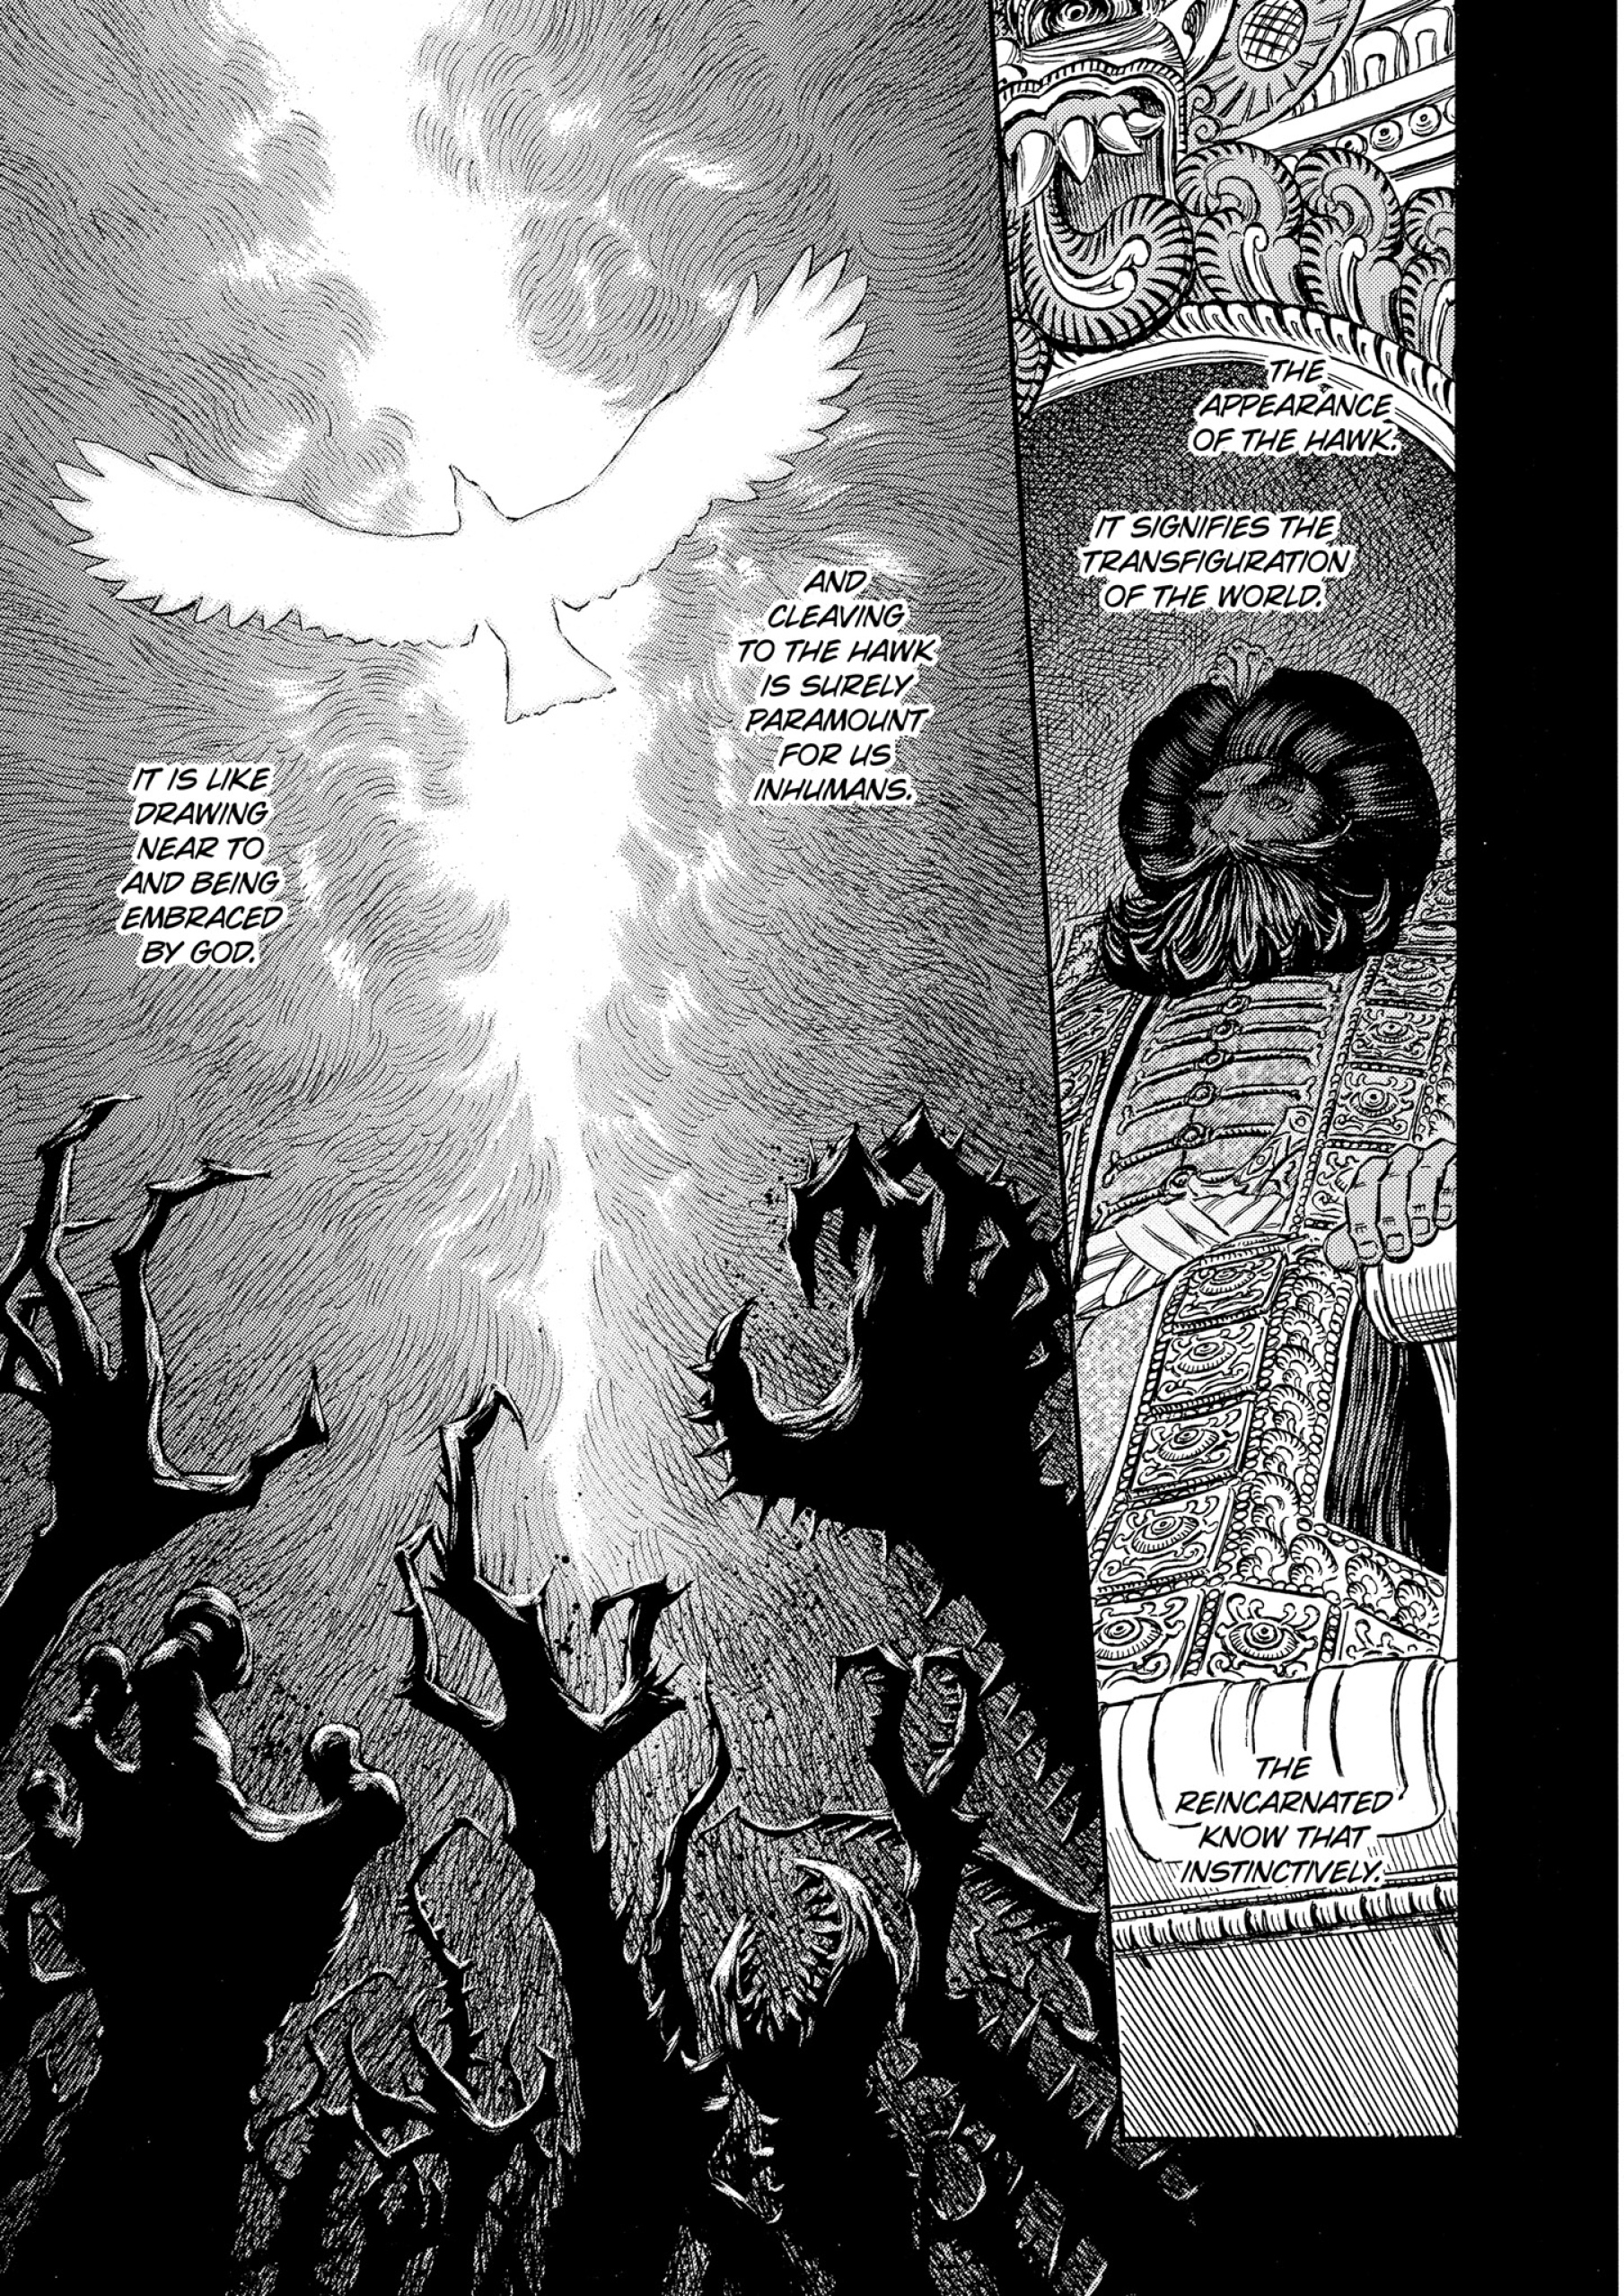 THE
APPEARANCE
OF THE HAWK.
IT SIGNIFIES THE
TRANSFIGURATION
OF THE WORLD.
THE
REINCARNATED
KNOW THAT
INSTINCTIVELY.
AND
CLEAVING
TO THE HAWK
IS SURELY
PARAMOUNT
FOR US
INHUMANS.
IT IS LIKE
DRAWING
NEAR TO
AND BEING
EMBRACED
BY GOD.